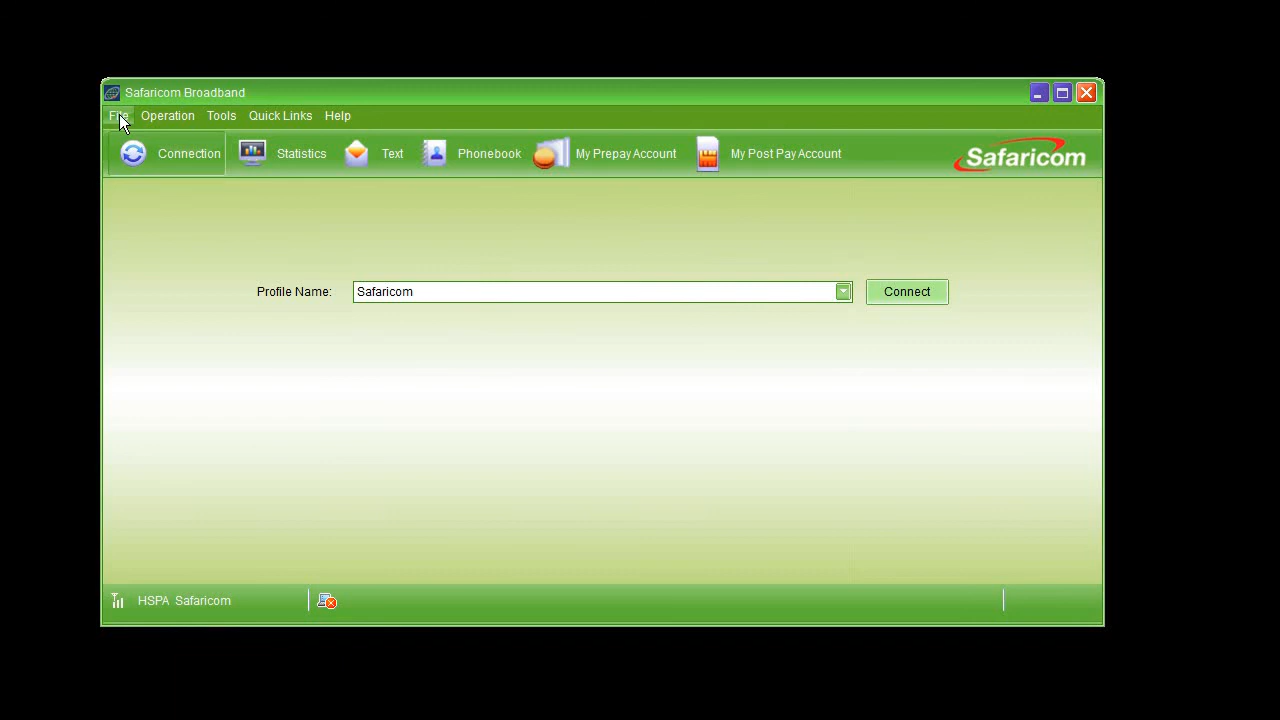 Safaricom Broadband
File Operation Tools Quick Links Help
Connection Statistics Text Phonebook My Prepay Account My Post Pay Account Safaricom
Profile Name: Safaricom Connect
HSPA Safaricom